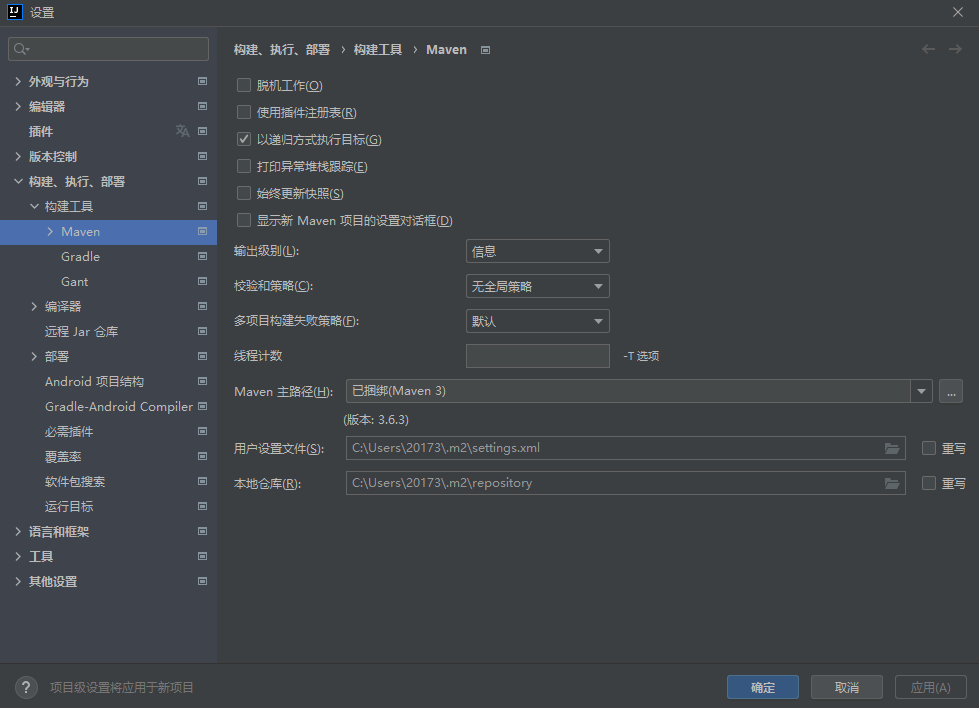 设置
外观与行为
编辑器
插件
版本控制
构建、执行、部署
构建工具
Maven
Gradle
Gant
编译器
远程 Jar 仓库
部署
Android 项目结构
Gradle-Android Compiler
必需插件
覆盖率
软件包搜索
运行目标
语言和框架
工具
其他设置
构建、执行、部署 › 构建工具 › Maven
脱机工作(O)
使用插件注册表(R)
以递归方式执行目标(G)
打印异常堆栈跟踪(E)
始终更新快照(S)
显示新 Maven 项目的设置对话框(D)
输出级别(L): 信息
校验和策略(C): 无全局策略
多项目构建失败策略(F): 默认
线程计数 -T 选项
Maven 主路径(H): 已捆绑(Maven 3) ...
(版本: 3.6.3)
用户设置文件(S): C:\Users\20173\.m2\settings.xml 重写
本地仓库(R): C:\Users\20173\.m2\repository 重写
? 项目级设置将应用于新项目
确定 取消 应用(A)